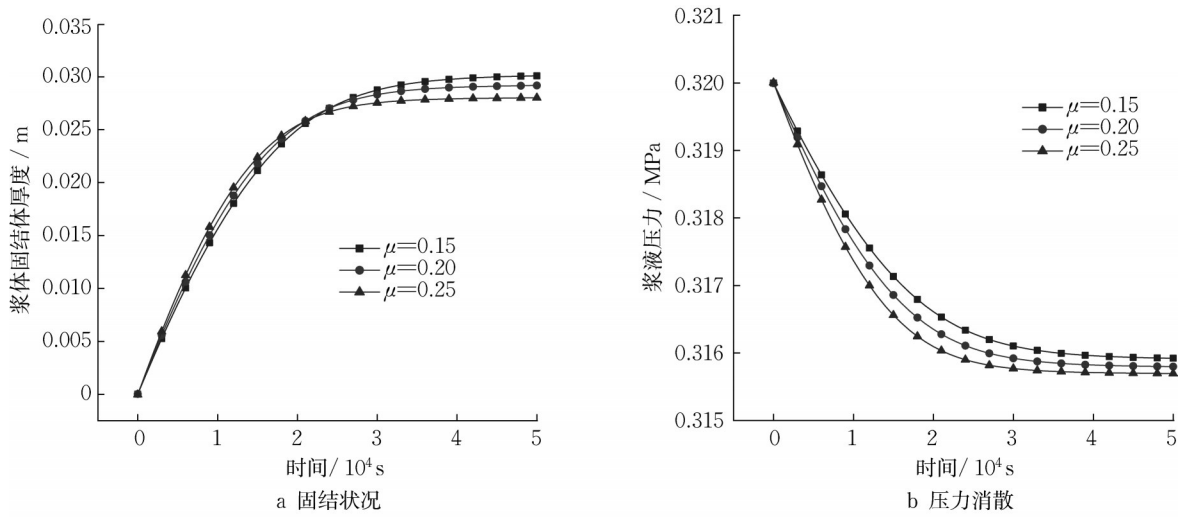 0.035
0.030
0.025
0.020
0.015
0.010
0.005
0
浆体固结体厚度/m
μ=0.15
μ=0.20
μ=0.25
0 1 2 3 4 5
时间/10⁴s
a 固结状况
0.321
0.320
0.319
0.318
0.317
0.316
0.315
浆液压力/MPa
μ=0.15
μ=0.20
μ=0.25
0 1 2 3 4 5
时间/10⁴s
b 压力消散